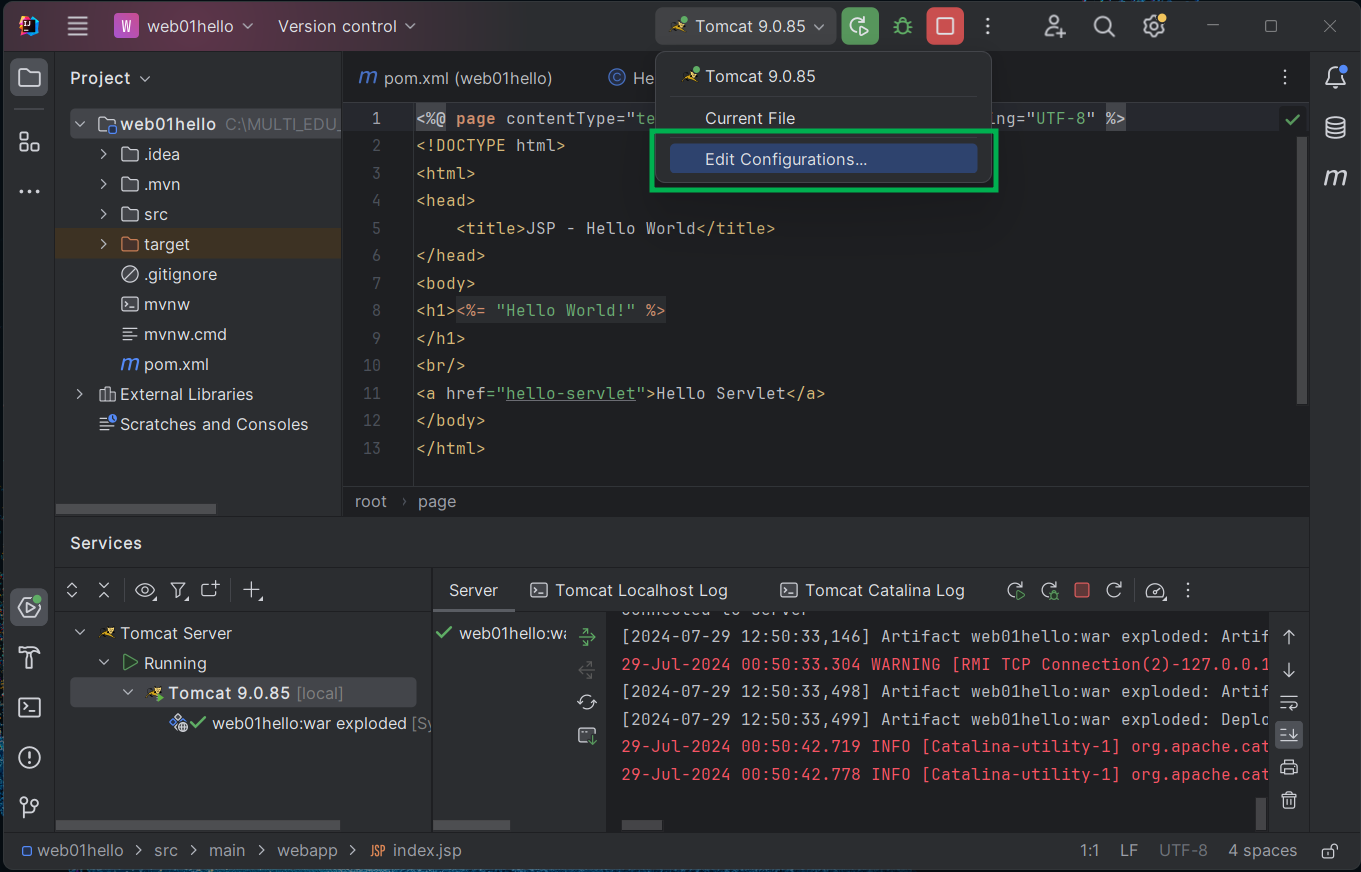 W web01hello Version control Tomcat 9.0.85
Project
pom.xml (web01hello) He
Tomcat 9.0.85
Current File
Edit Configurations...
web01hello C:\MULTI_EDU_
.idea
.mvn
src
target
.gitignore
mvnw
mvnw.cmd
pom.xml
External Libraries
Scratches and Consoles
1 <%@ page contentType="te ing="UTF-8" %>
2 <!DOCTYPE html>
3 <html>
4 <head>
5 <title>JSP - Hello World</title>
6 </head>
7 <body>
8 <h1><%= "Hello World!" %>
9 </h1>
10 <br/>
11 <a href="hello-servlet">Hello Servlet</a>
12 </body>
13 </html>
root page
Services
Server Tomcat Localhost Log Tomcat Catalina Log
Tomcat Server
Running
Tomcat 9.0.85 [local]
web01hello:war exploded [Sy
web01hello:wa
Connected to server
[2024-07-29 12:50:33,146] Artifact web01hello:war exploded: Artif
29-Jul-2024 00:50:33.304 WARNING [RMI TCP Connection(2)-127.0.0.1
[2024-07-29 12:50:33,498] Artifact web01hello:war exploded: Artif
[2024-07-29 12:50:33,499] Artifact web01hello:war exploded: Deplo
29-Jul-2024 00:50:42.719 INFO [Catalina-utility-1] org.apache.cat
29-Jul-2024 00:50:42.778 INFO [Catalina-utility-1] org.apache.cat
web01hello > src > main > webapp > JSP index.jsp 1:1 LF UTF-8 4 spaces